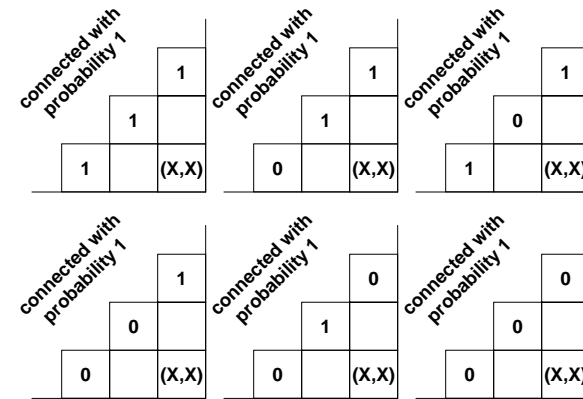 connected with
probability 1
1
1
1
(X,X)
connected with
probability 1
1
1
0
(X,X)
connected with
probability 1
1
0
1
(X,X)
connected with
probability 1
1
0
0
(X,X)
connected with
probability 1
0
1
0
(X,X)
connected with
probability 1
0
0
0
(X,X)